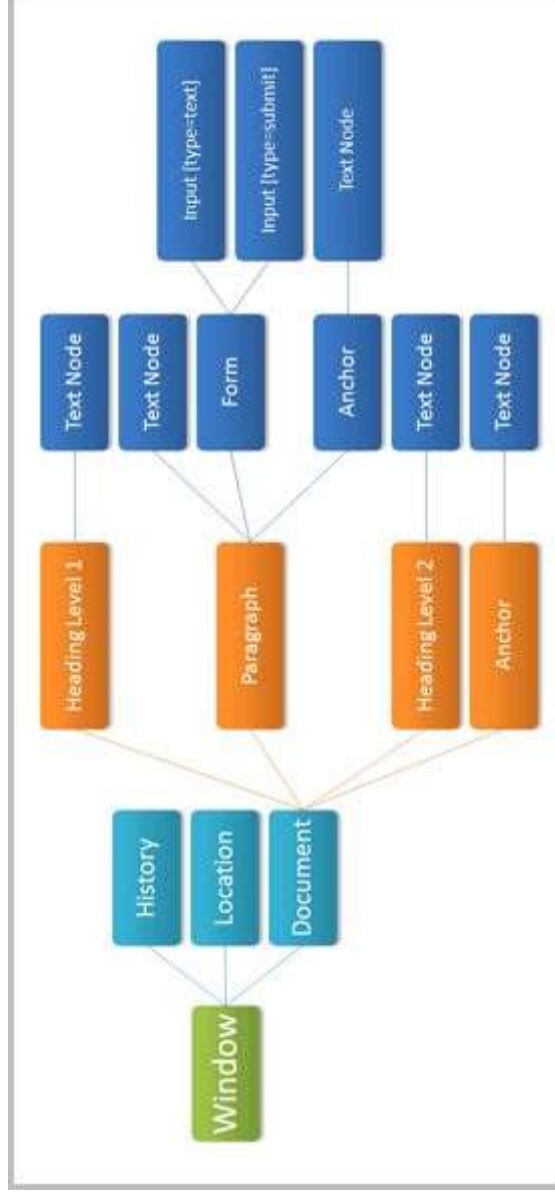 Window
History
Location
Document
Heading Level 1
Paragraph
Heading Level 2
Anchor
Text Node
Text Node
Form
Anchor
Text Node
Text Node
Input [type=text]
Input [type=submit]
Text Node